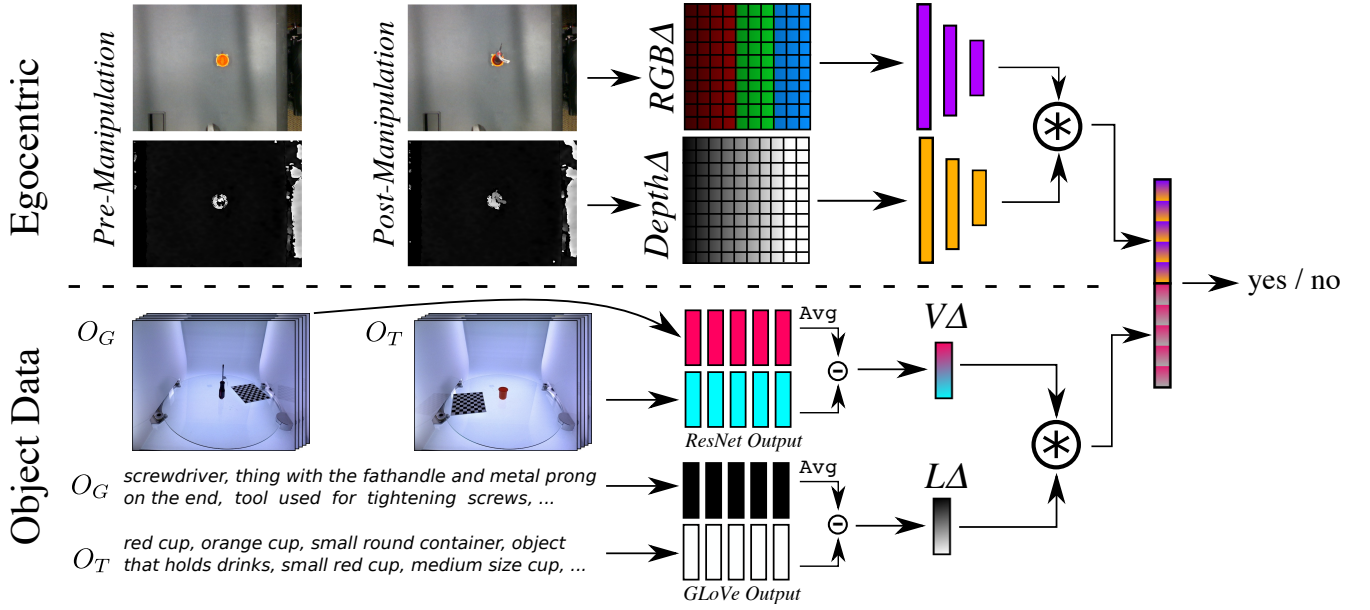 Egocentric
Pre-Manipulation
Post-Manipulation
RGBΔ
DepthΔ
yes / no
Object Data
O_G
O_T
Avg
VΔ
ResNet Output
O_G
screwdriver, thing with the fathandle and metal prong
on the end, tool used for tightening screws, ...
Avg
LΔ
O_T
red cup, orange cup, small round container, object
that holds drinks, small red cup, medium size cup, ...
GLoVe Output